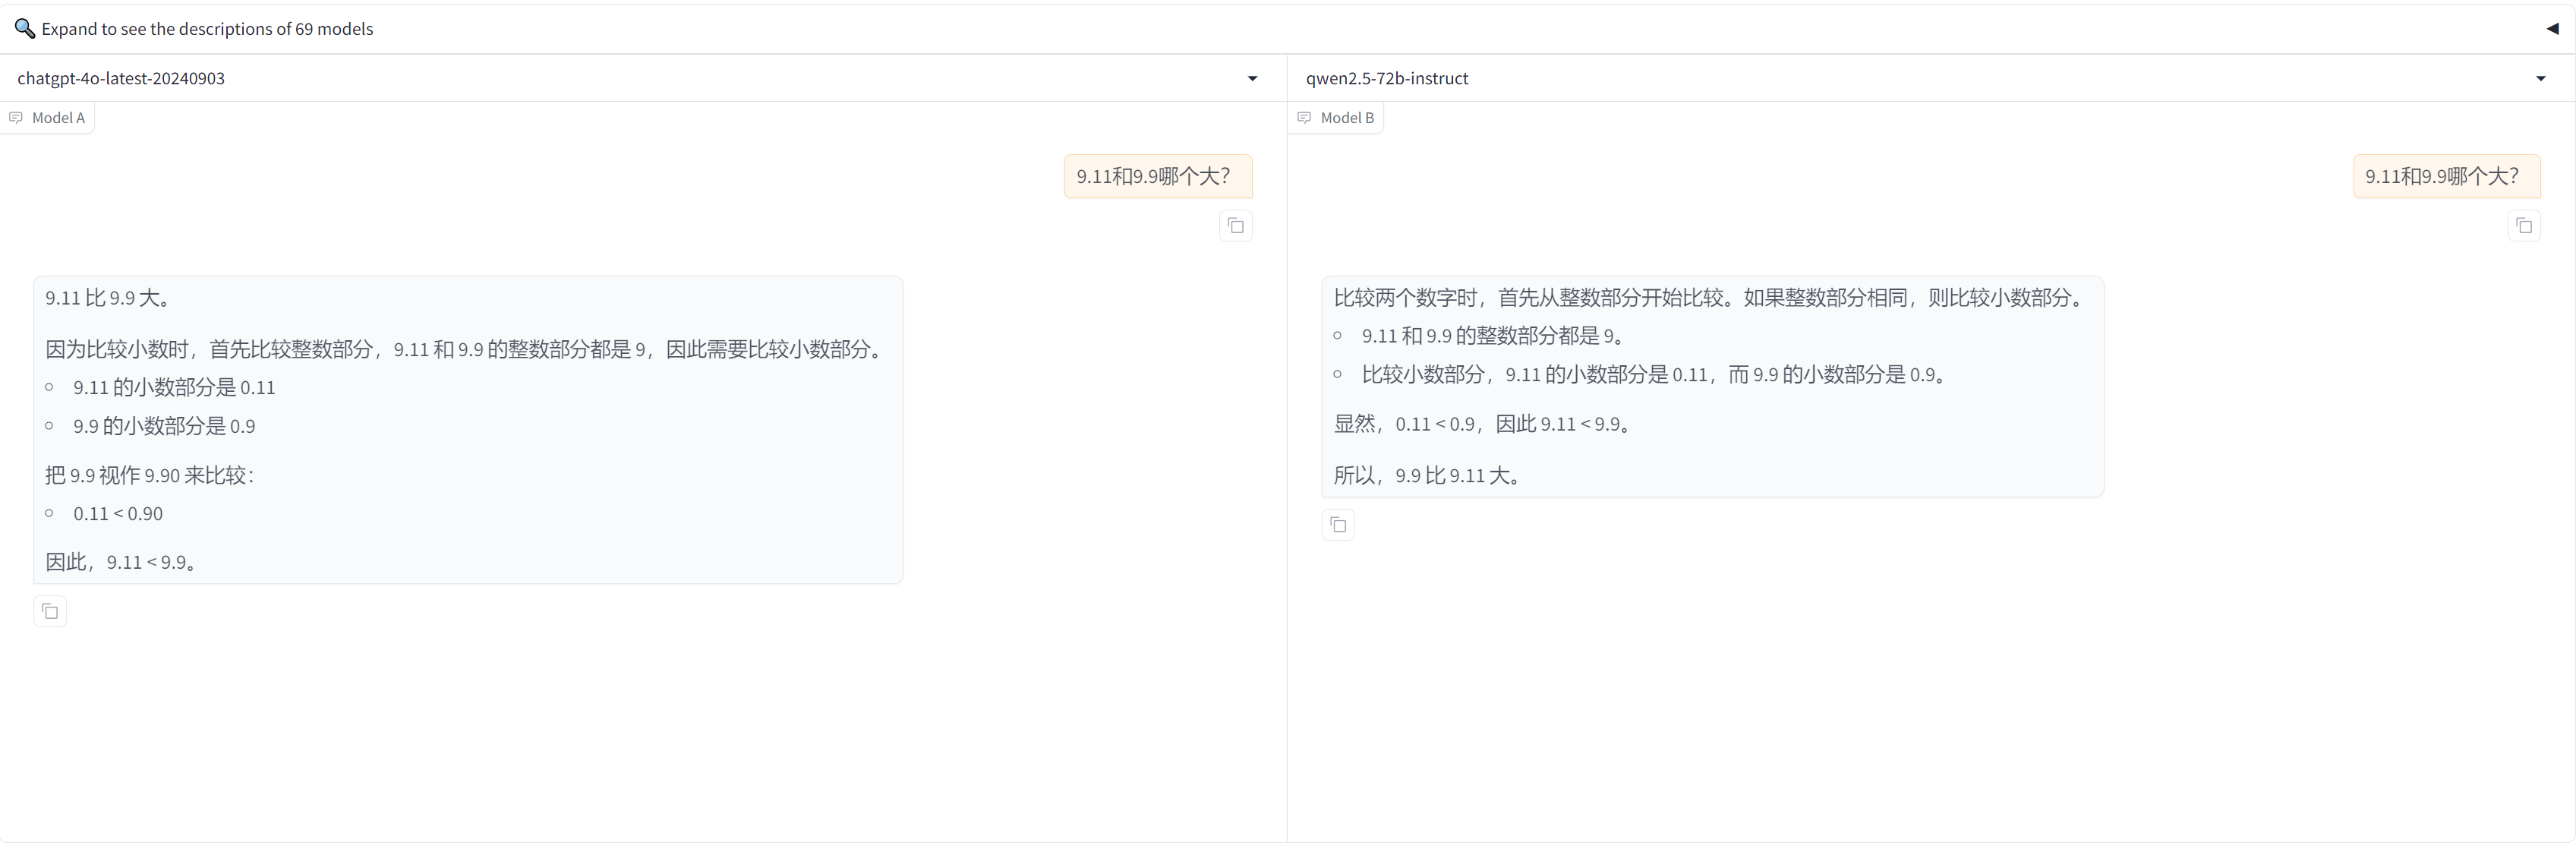 🔍 Expand to see the descriptions of 69 models
chatgpt-4o-latest-20240903
Model A
9.11和9.9哪个大？
9.11 比 9.9 大。
因为比较小数时，首先比较整数部分，9.11 和 9.9 的整数部分都是 9，因此需要比较小数部分。
9.11 的小数部分是 0.11
9.9 的小数部分是 0.9
把 9.9 视作 9.90 来比较：
0.11 < 0.90
因此，9.11 < 9.9。
qwen2.5-72b-instruct
Model B
9.11和9.9哪个大？
比较两个数字时，首先从整数部分开始比较。如果整数部分相同，则比较小数部分。
9.11 和 9.9 的整数部分都是 9。
比较小数部分，9.11 的小数部分是 0.11，而 9.9 的小数部分是 0.9。
显然，0.11 < 0.9，因此 9.11 < 9.9。
所以，9.9 比 9.11 大。